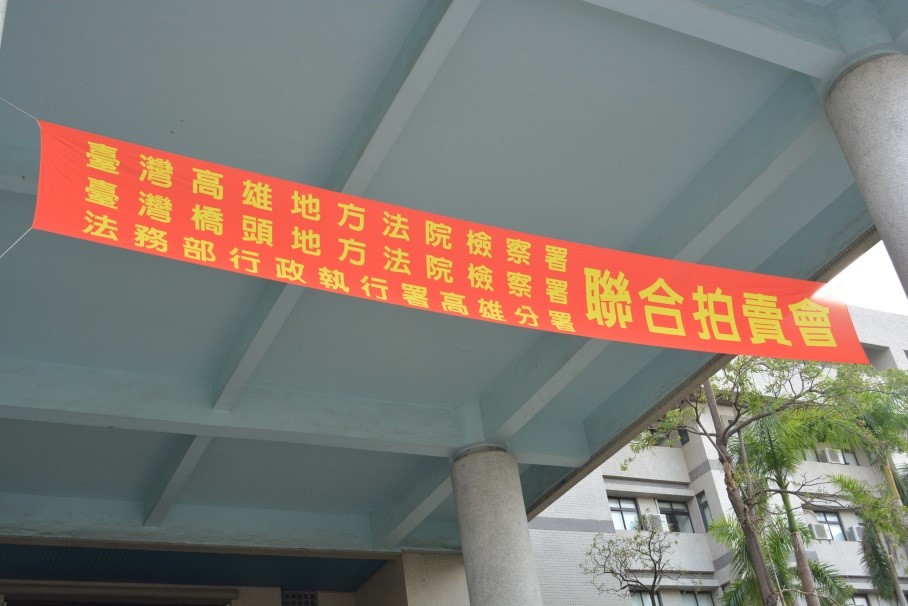 臺灣高雄地方法院檢察署
臺灣橋頭地方法院檢察署
法務部行政執行署高雄分署
聯合拍賣會